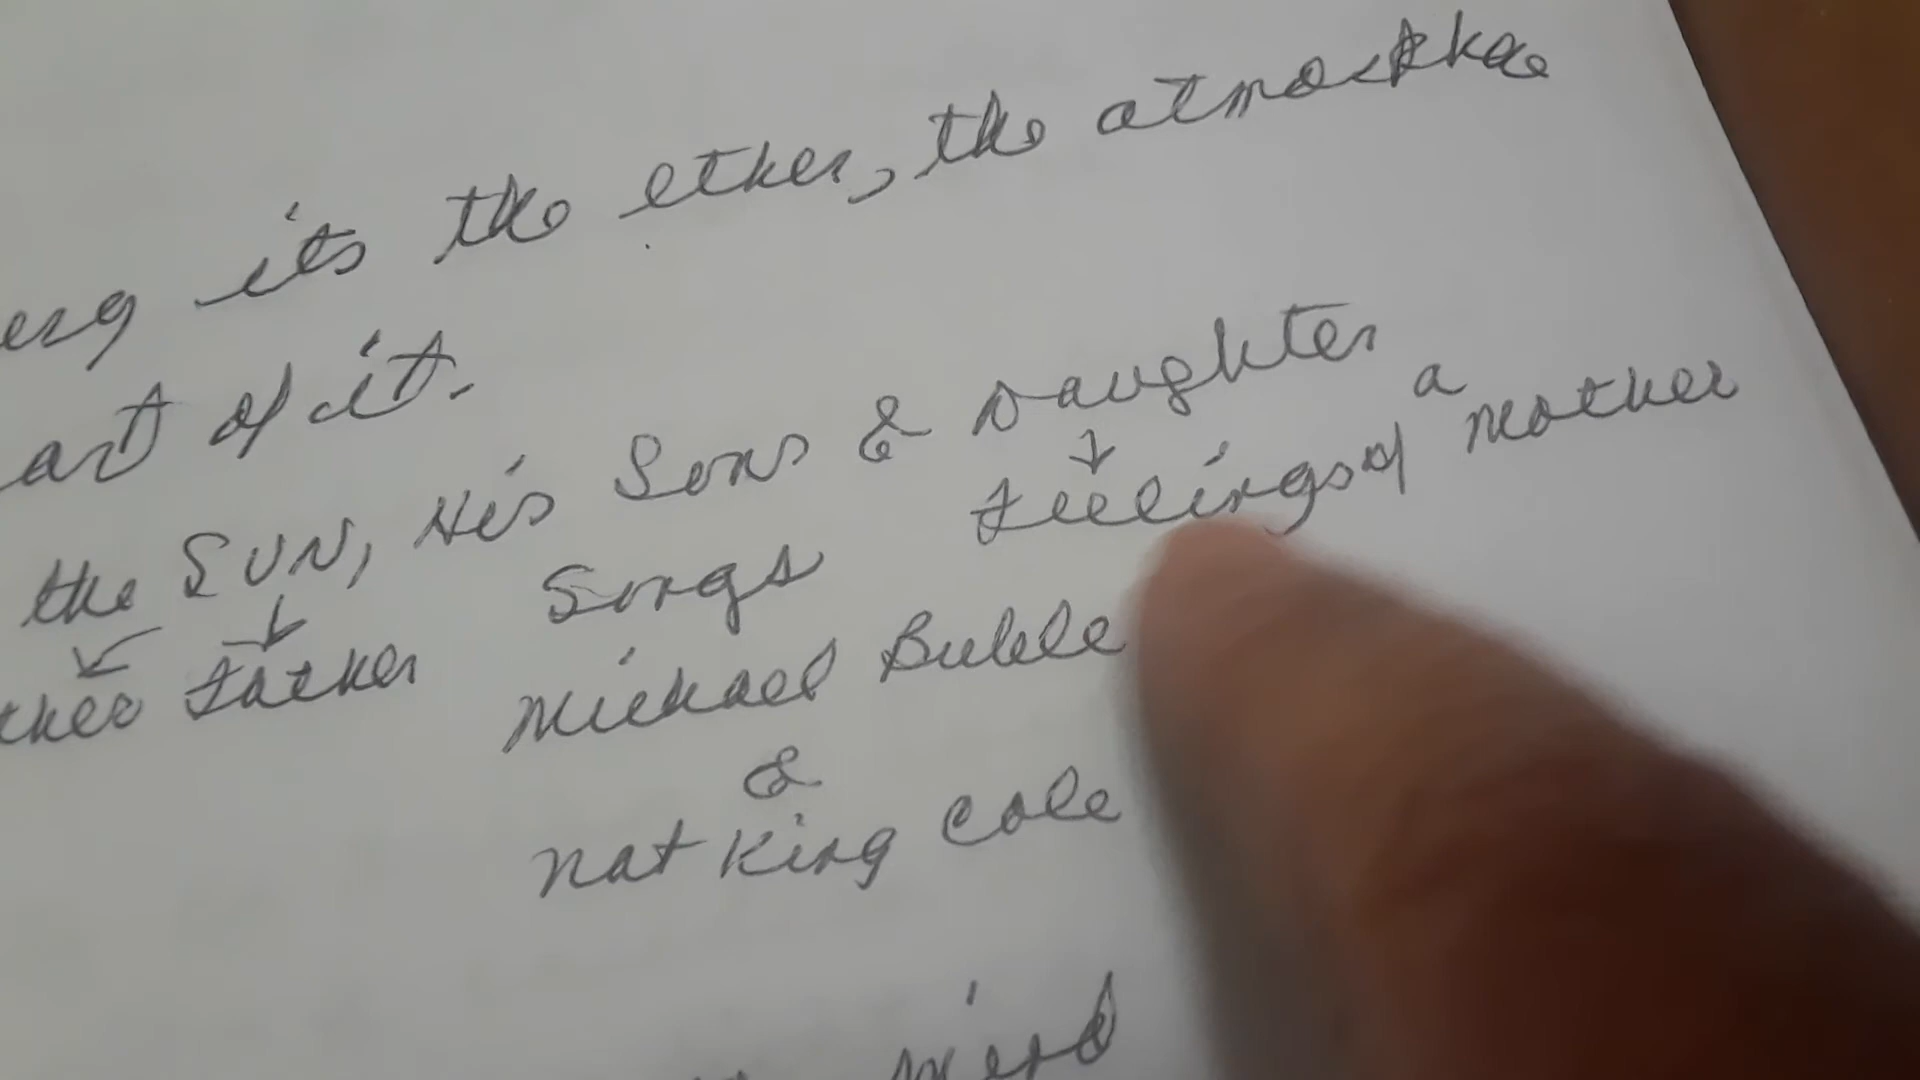 its the ether, the
art of it.
the SUN, His Sons & Daughter
Songs Feelings of a Mother
Father
Michael Buble
&
Nat King Cole